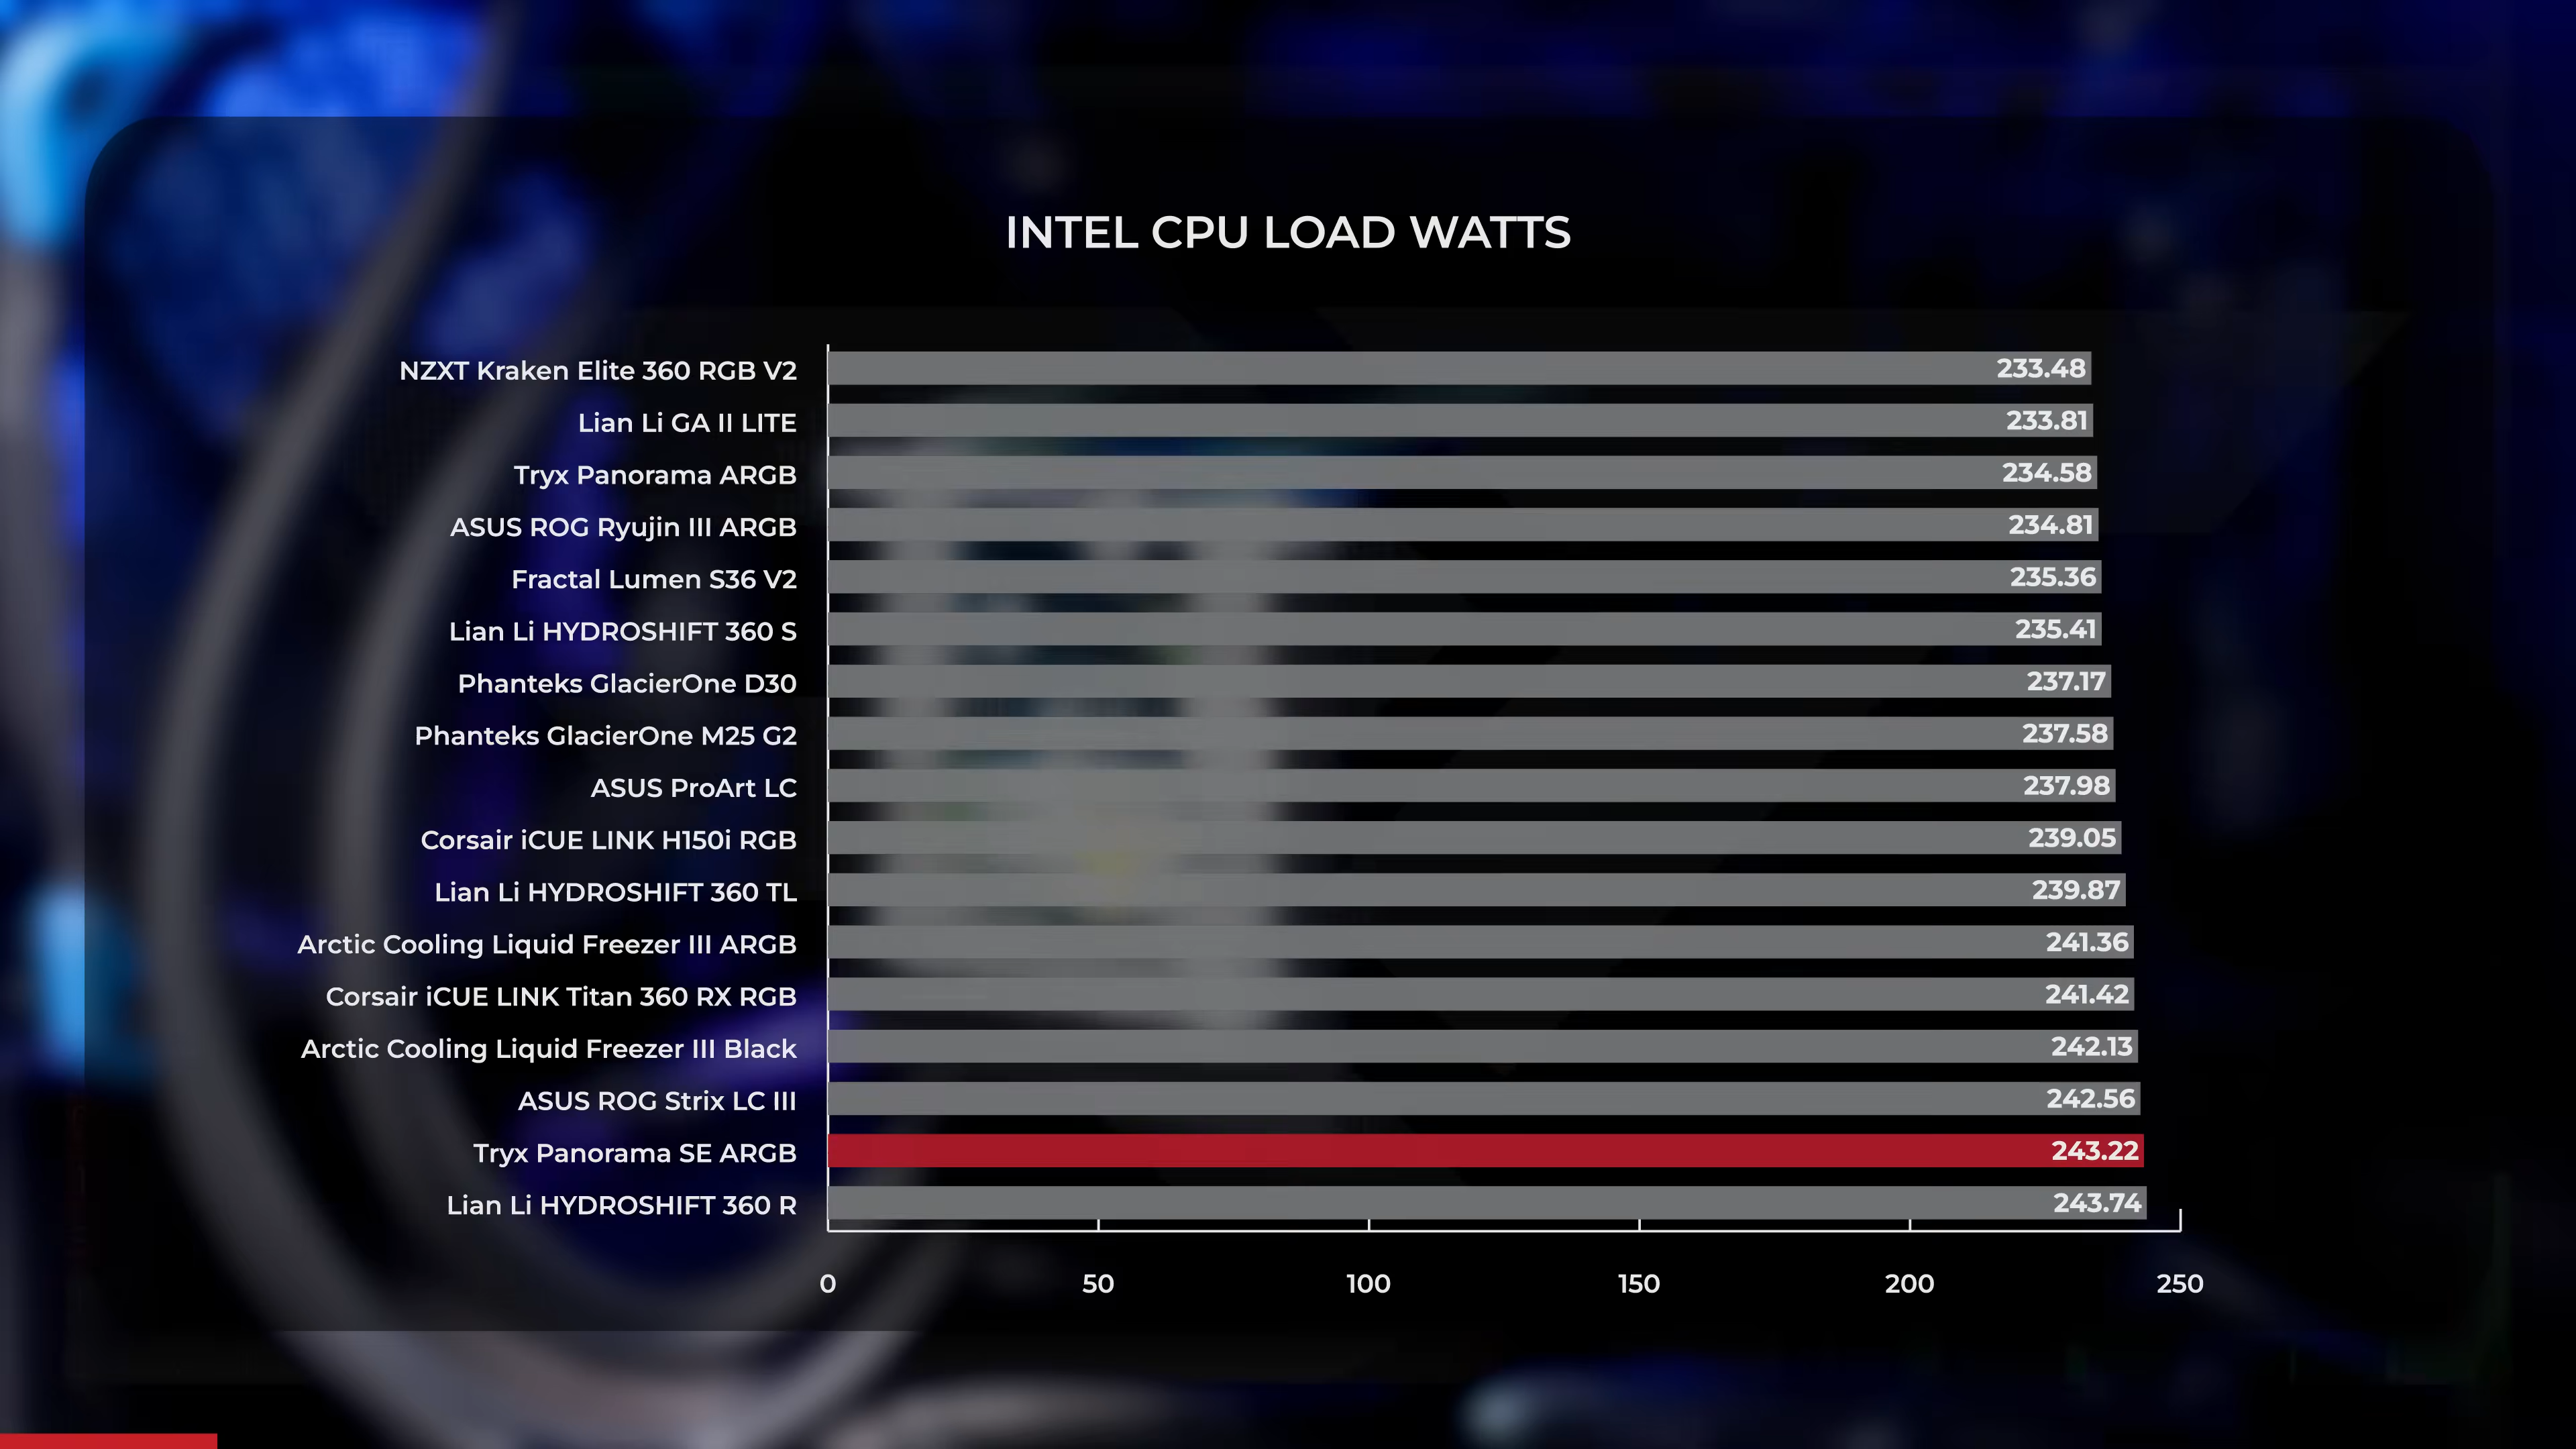 INTEL CPU LOAD WATTS
NZXT Kraken Elite 360 RGB V2 233.48
Lian Li GA II LITE 233.81
Tryx Panorama ARGB 234.58
ASUS ROG Ryujin III ARGB 234.81
Fractal Lumen S36 V2 235.36
Lian Li HYDROSHIFT 360 S 235.41
Phanteks GlacierOne D30 237.17
Phanteks GlacierOne M25 G2 237.58
ASUS ProArt LC 237.98
Corsair iCUE LINK H150i RGB 239.05
Lian Li HYDROSHIFT 360 TL 239.87
Arctic Cooling Liquid Freezer III ARGB 241.36
Corsair iCUE LINK Titan 360 RX RGB 241.42
Arctic Cooling Liquid Freezer III Black 242.13
ASUS ROG Strix LC III 242.56
Tryx Panorama SE ARGB 243.22
Lian Li HYDROSHIFT 360 R 243.74
0 50 100 150 200 250